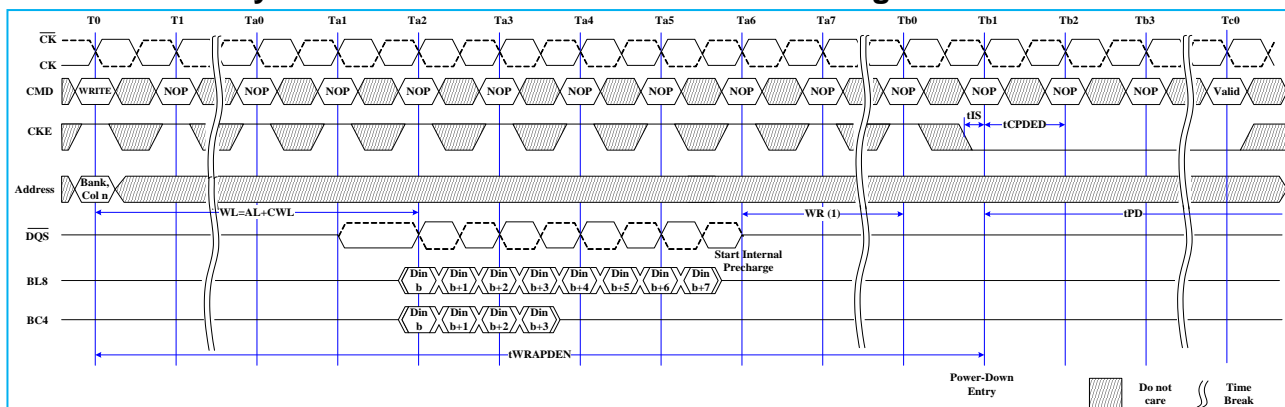 T0 T1 Ta0 Ta1 Ta2 Ta3 Ta4 Ta5 Ta6 Ta7 Tb0 Tb1 Tb2 Tb3 Tc0
CK
CK
CMD WRITE NOP NOP NOP NOP NOP NOP NOP NOP NOP NOP NOP NOP NOP Valid
tIS
tCPDED
CKE
Address Bank, Col n
WL=AL+CWL
WR (1)
tPD
DQS
Start Internal
Precharge
BL8 Din b Din b+1 Din b+2 Din b+3 Din b+4 Din b+5 Din b+6 Din b+7
BC4 Din b Din b+1 Din b+2 Din b+3
tWRAPDEN
Power-Down
Entry
Do not
care
Time
Break